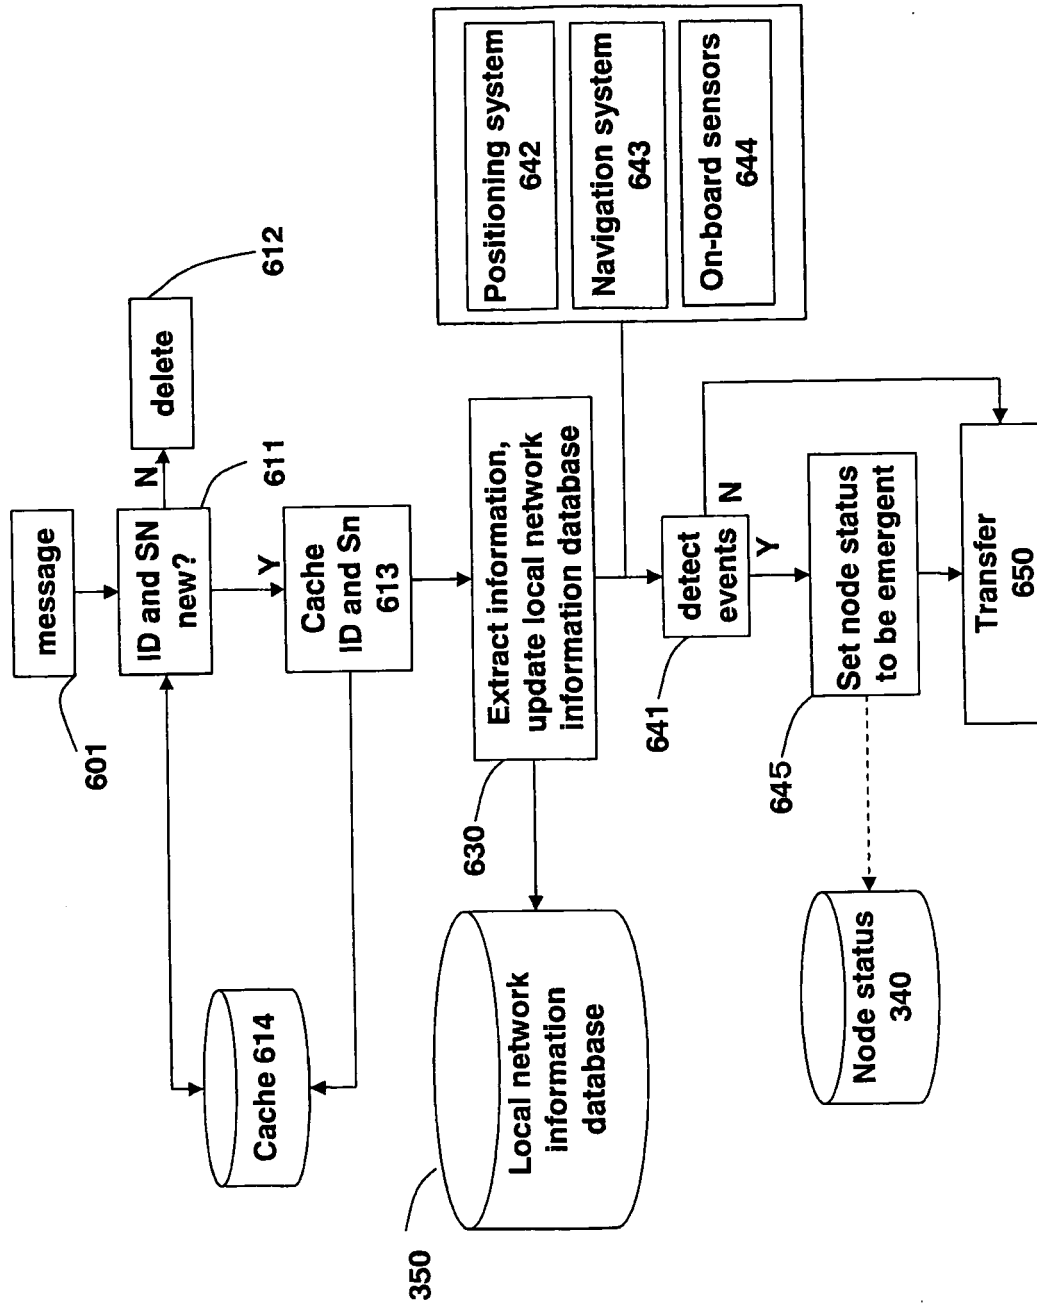 message
601
ID and SN
new?
611
N
delete
612
Y
Cache
ID and Sn
613
Cache 614
Extract information,
update local network
information database
630
Local network
information
database
350
Positioning system
642
Navigation system
643
On-board sensors
644
detect
events
641
N
Y
Set node status
to be emergent
645
Node status
340
Transfer
650